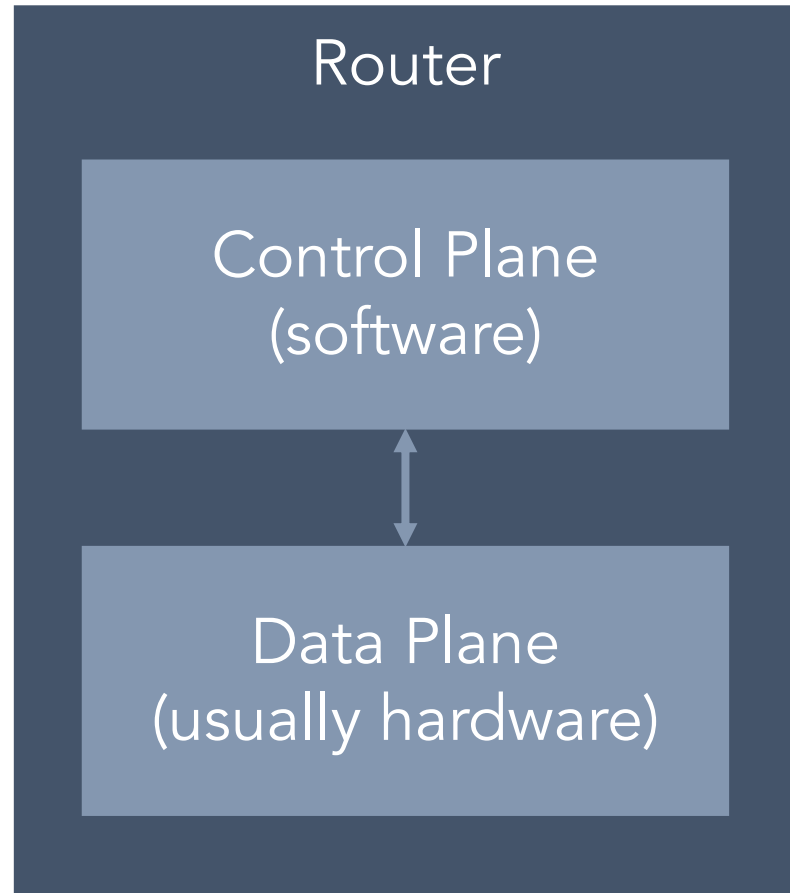 Router
Control Plane
(software)
Data Plane
(usually hardware)